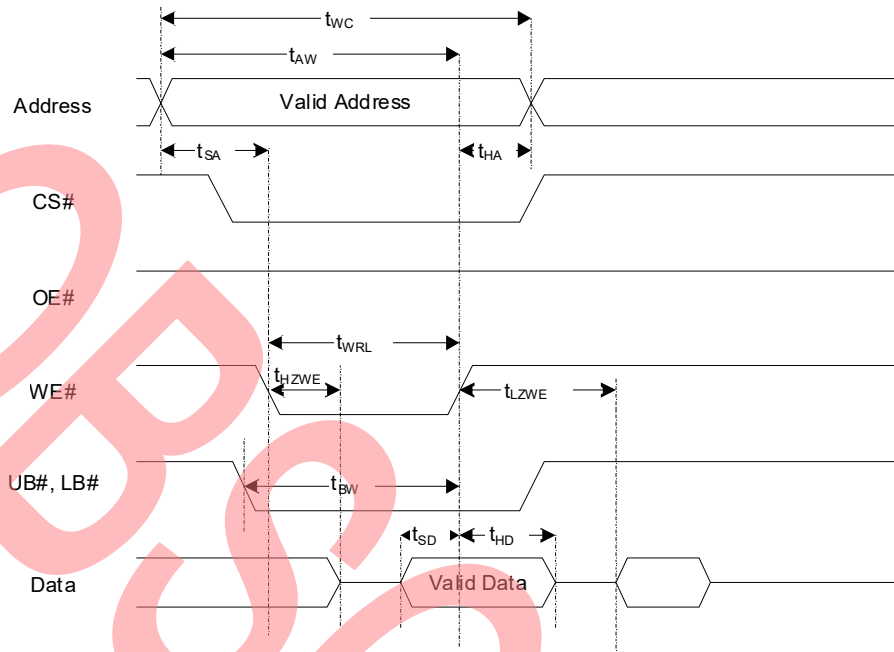 tWC
tAW
Address
Valid Address
tSA
tHA
CS#
OE#
tWRL
tHZWE
WE#
tLZWE
UB#, LB#
tBW
tSD
tHD
Data
Valid Data